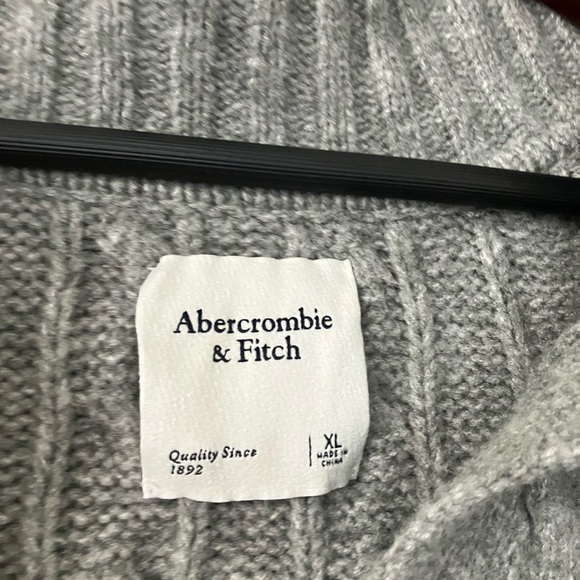 Abercrombie
& Fitch
Quality Since
1892
XL
MADE IN
CHINA